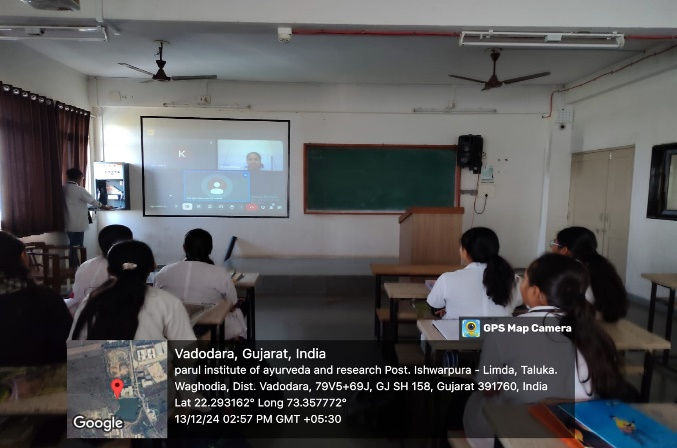 K
GPS Map Camera
Vadodara, Gujarat, India
parul institute of ayurveda and research Post. Ishwarpura - Limda, Taluka.
Waghodia, Dist. Vadodara, 79V5+69J, GJ SH 158, Gujarat 391760, India
Lat 22.293162° Long 73.357772°
13/12/24 02:57 PM GMT +05:30
Google